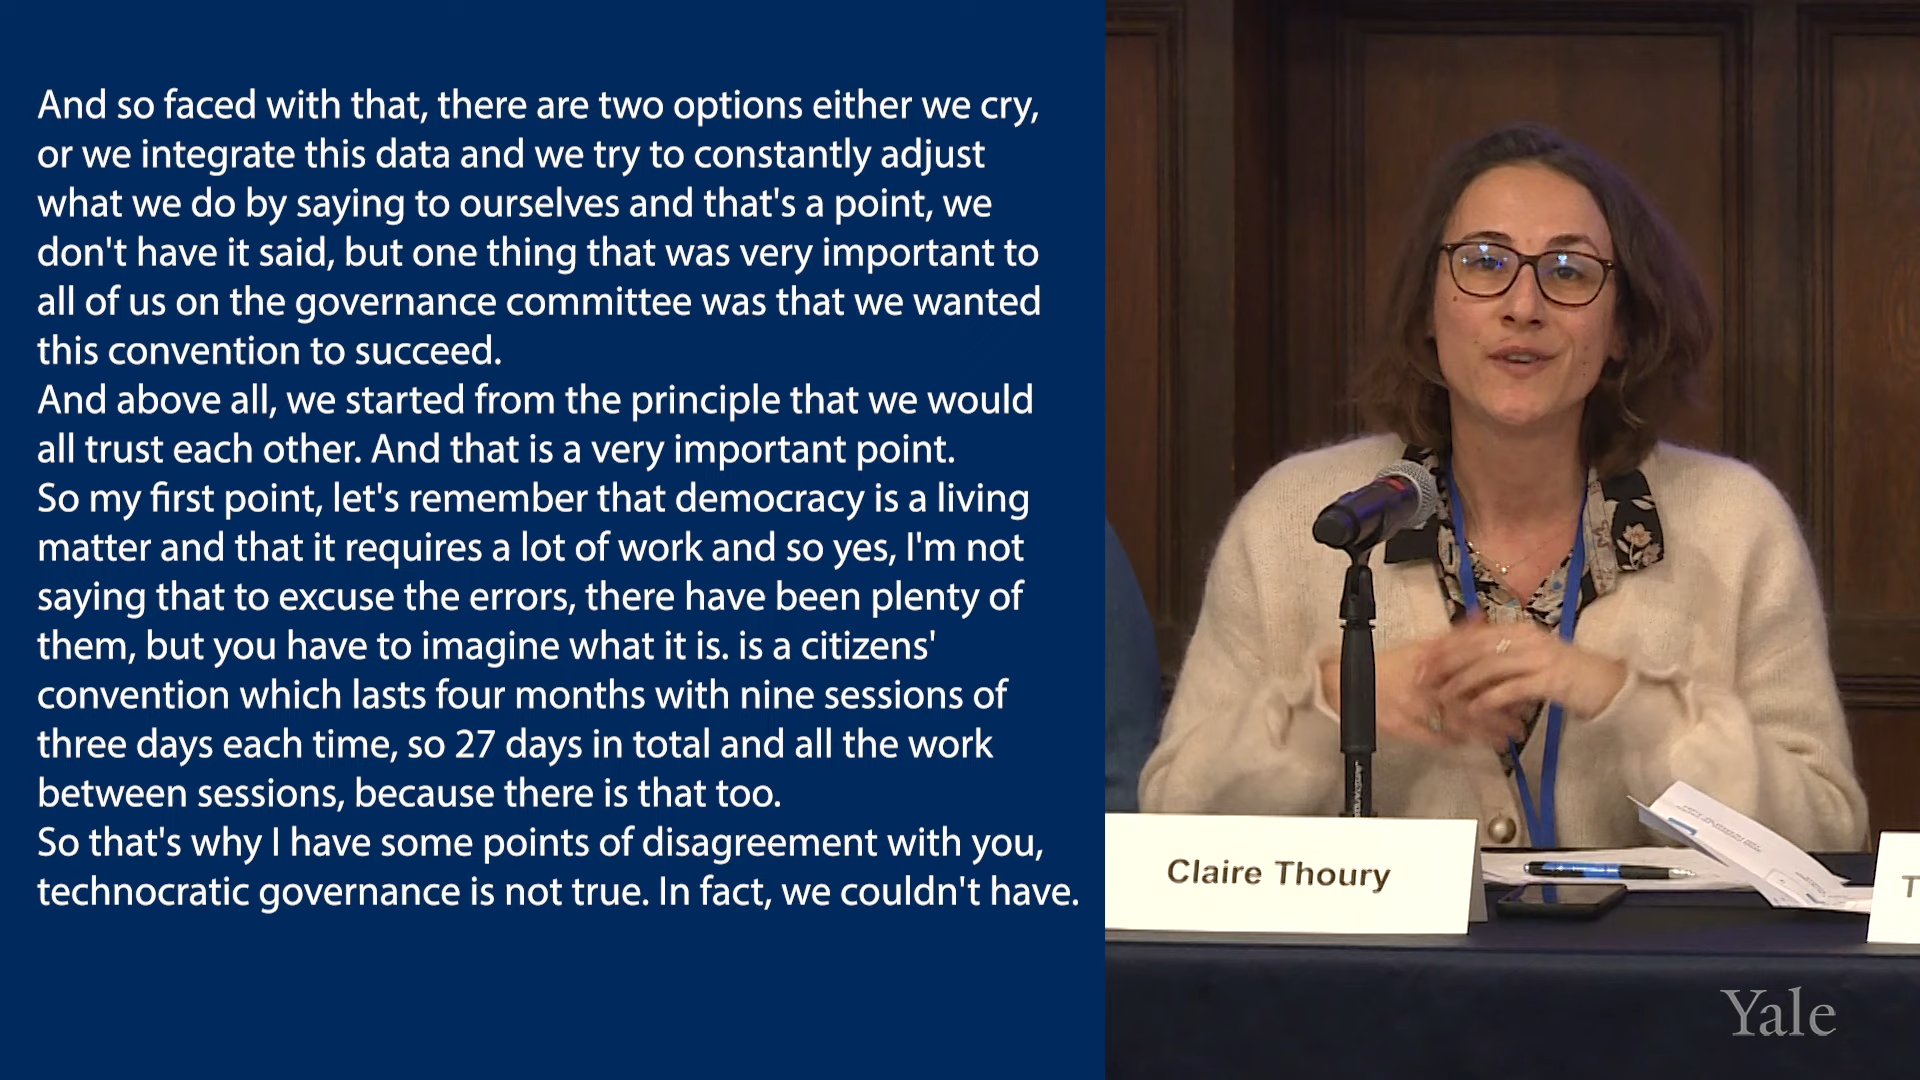 And so faced with that, there are two options either we cry,
or we integrate this data and we try to constantly adjust
what we do by saying to ourselves and that's a point, we
don't have it said, but one thing that was very important to
all of us on the governance committee was that we wanted
this convention to succeed.
And above all, we started from the principle that we would
all trust each other. And that is a very important point.
So my first point, let's remember that democracy is a living
matter and that it requires a lot of work and so yes, I'm not
saying that to excuse the errors, there have been plenty of
them, but you have to imagine what it is. is a citizens'
convention which lasts four months with nine sessions of
three days each time, so 27 days in total and all the work
between sessions, because there is that too.
So that's why I have some points of disagreement with you,
technocratic governance is not true. In fact, we couldn't have.
Claire Thoury
T
Yale